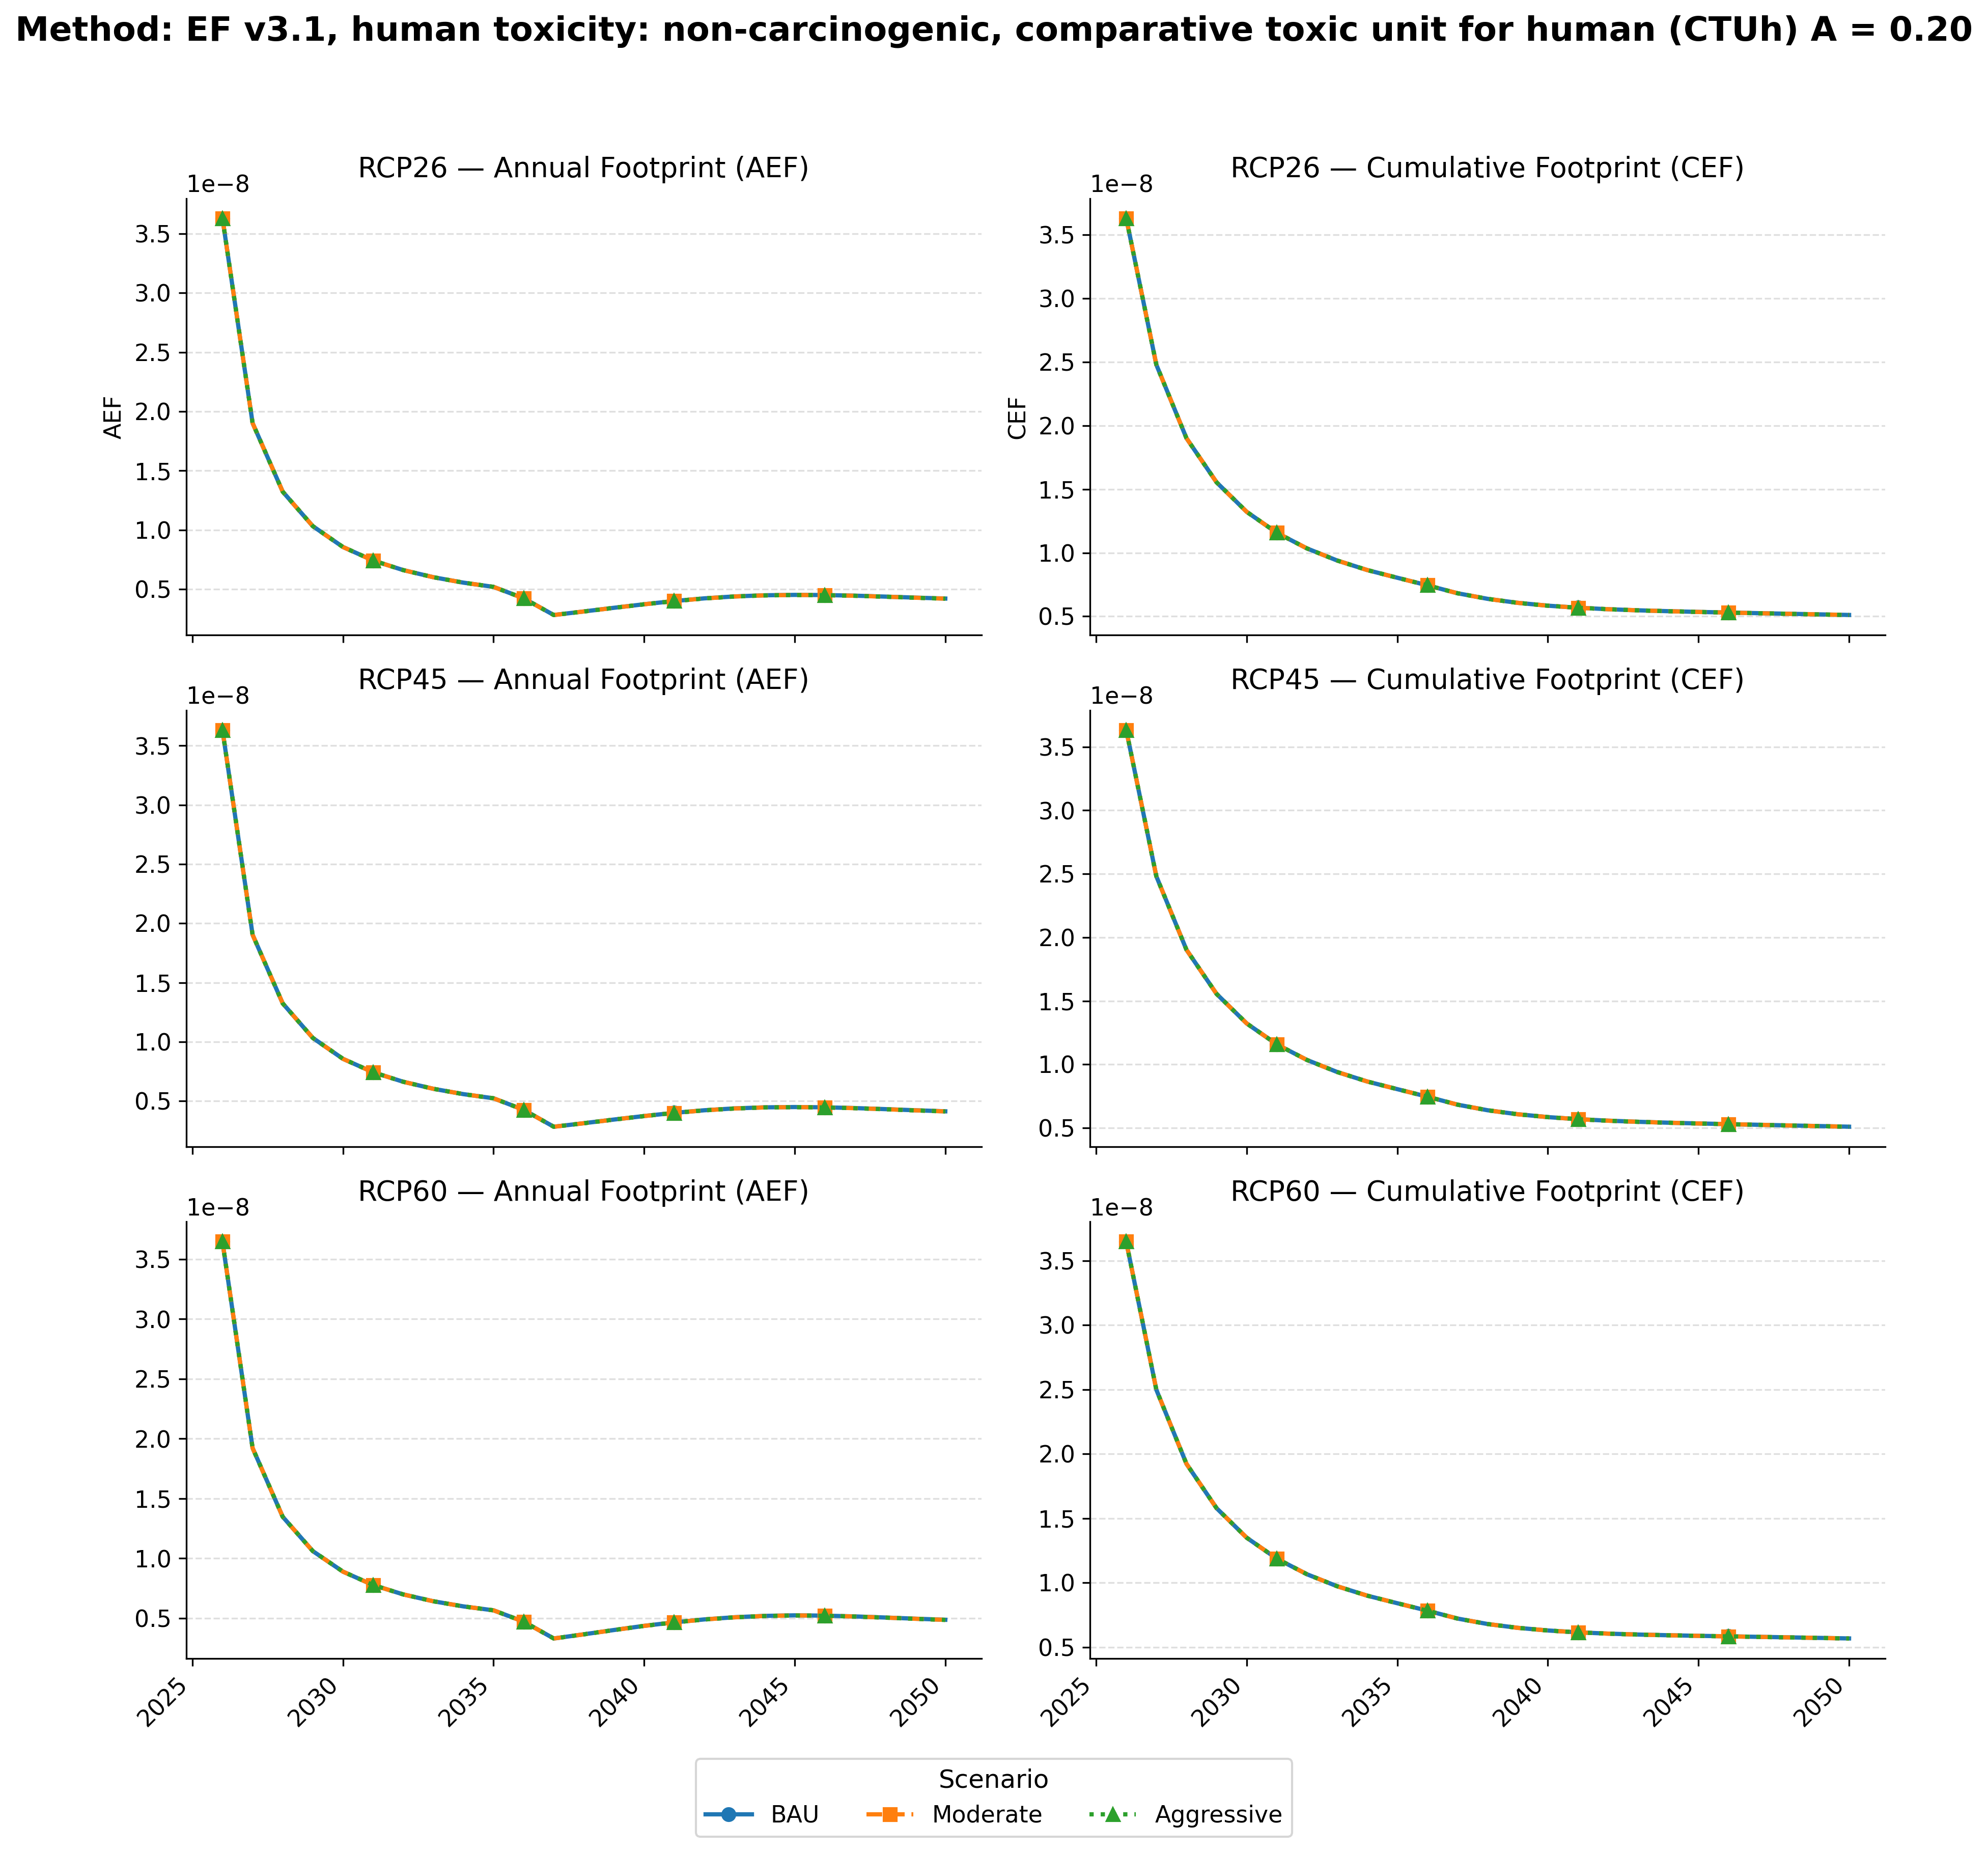 Method: EF v3.1, human toxicity: non-carcinogenic, comparative toxic unit for human (CTUh) A = 0.20
RCP26 — Annual Footprint (AEF)
1e−8
3.5
3.0
2.5
2.0
1.5
1.0
0.5
AEF
RCP26 — Cumulative Footprint (CEF)
1e−8
3.5
3.0
2.5
2.0
1.5
1.0
0.5
CEF
RCP45 — Annual Footprint (AEF)
1e−8
3.5
3.0
2.5
2.0
1.5
1.0
0.5
RCP45 — Cumulative Footprint (CEF)
1e−8
3.5
3.0
2.5
2.0
1.5
1.0
0.5
RCP60 — Annual Footprint (AEF)
1e−8
3.5
3.0
2.5
2.0
1.5
1.0
0.5
2025 2030 2035 2040 2045 2050
RCP60 — Cumulative Footprint (CEF)
1e−8
3.5
3.0
2.5
2.0
1.5
1.0
0.5
2025 2030 2035 2040 2045 2050
Scenario
BAU Moderate Aggressive